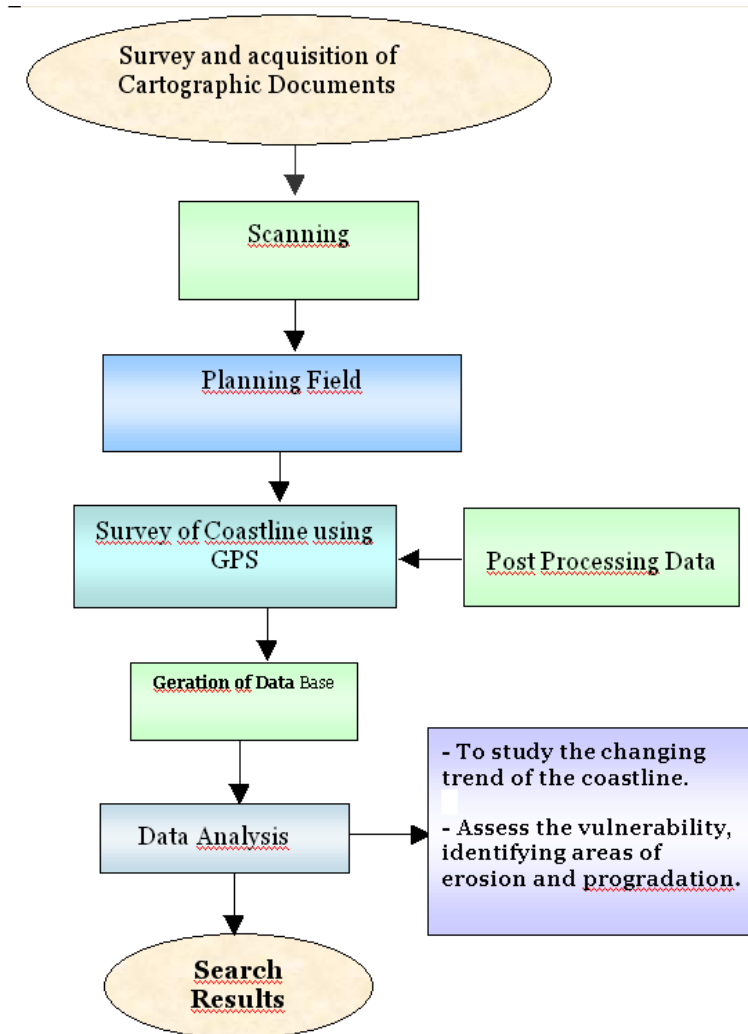 Survey and acquisition of
Cartographic Documents
Scanning
Planning Field
Survey of Coastline using
GPS
Post Processing Data
Geration of Data Base
- To study the changing
trend of the coastline.
- Assess the vulnerability,
identifying areas of
erosion and progradation.
Data Analysis
Search
Results